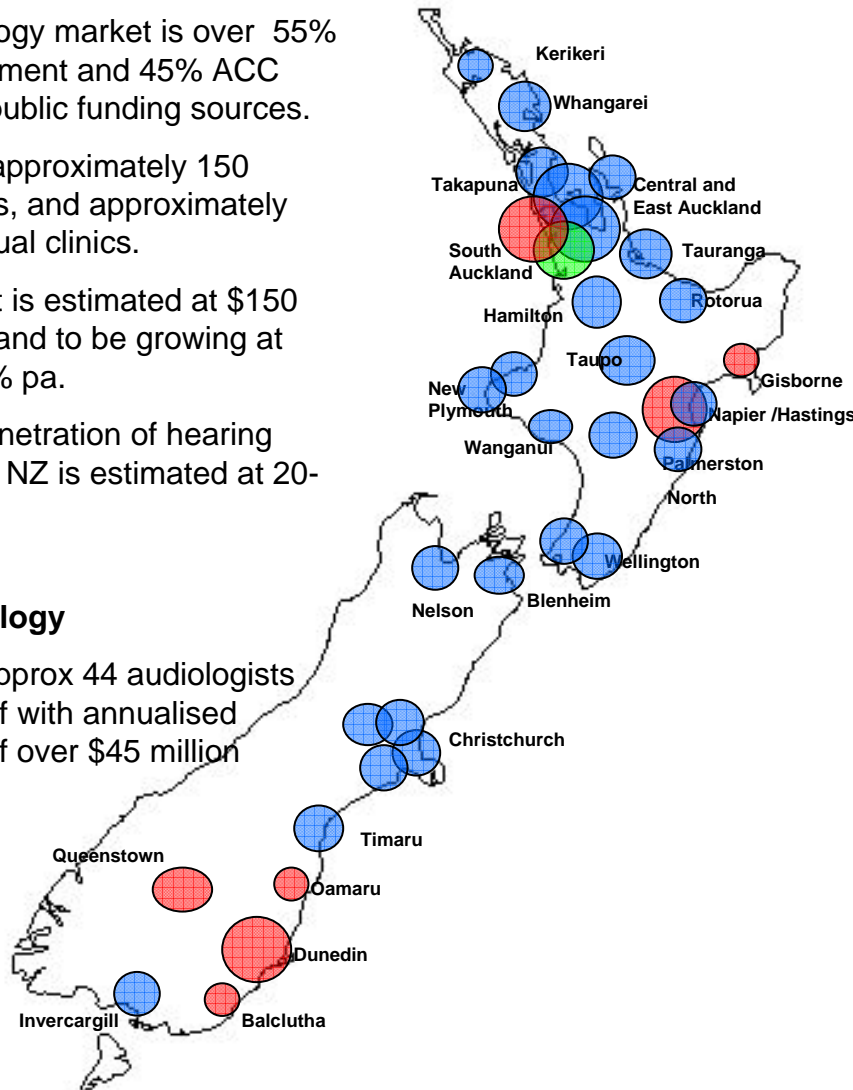 ogy market is over 55%
ment and 45% ACC
public funding sources.
approximately 150
s, and approximately
ual clinics.
t is estimated at $150
and to be growing at
% pa.
netration of hearing
NZ is estimated at 20-
logy
pprox 44 audiologists
f with annualised
f over $45 million
Kerikeri
Whangarei
Takapuna
Central and
East Auckland
South
Auckland
Tauranga
Hamilton
Rotorua
Taupo
Gisborne
New
Plymouth
Napier /Hastings
Wanganui
Palmerston
North
Wellington
Nelson
Blenheim
Christchurch
Timaru
Queenstown
Oamaru
Dunedin
Invercargill
Balclutha